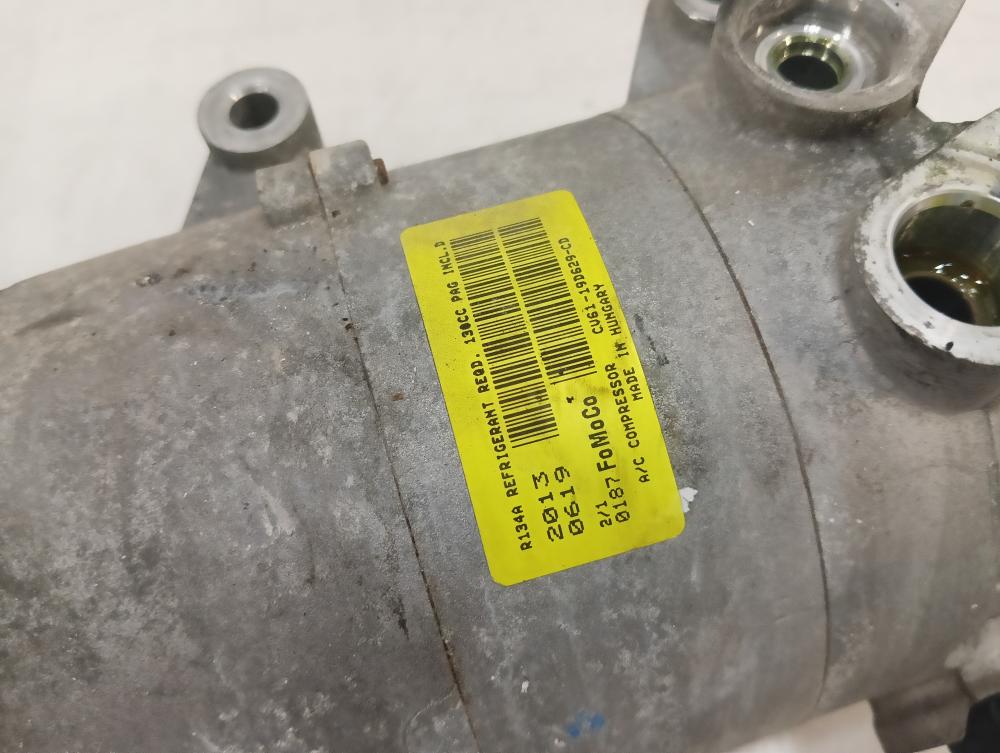 R134A REFRIGERANT REQD. 130CC PAG INCL.D
2013
0619
2/1
0187 FoMoCo * CV61-19D629-CD
A/C COMPRESSOR MADE IN HUNGARY